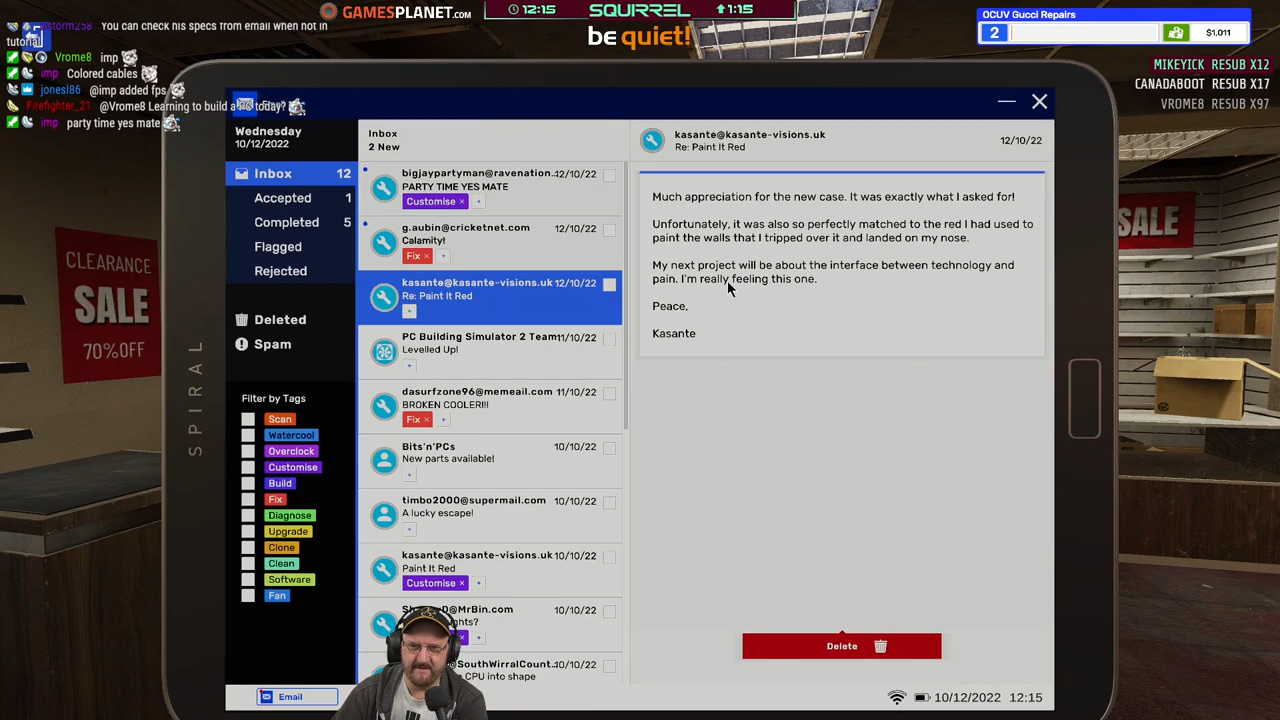 GAMESPLANET.COM
12:15
SQUIRREL
1:15
be quiet!
OCUV Gucci Repairs
2
$1,011
MIKEYICK RESUB X12
CANADABOOT RESUB X17
VROME8 RESUB X97
You can check his specs from email when not in
tutorial
Vrome8 imp
imp Colored cables
jonesl86 @imp added fps
Firefighter_21 @Vrome8 Learning to build a today?
imp party time yes mate
Wednesday
10/12/2022
Inbox 12
Accepted 1
Completed 5
Flagged
Rejected
Deleted
Spam
Filter by Tags
Scan
Watercool
Overclock
Customise
Build
Fix
Diagnose
Upgrade
Clone
Clean
Software
Fan
Email
Inbox
2 New
bigjaypartyman@ravenation.. 12/10/22
PARTY TIME YES MATE
Customise × +
g.aubin@cricketnet.com 12/10/22
Calamity!
Fix × +
kasante@kasante-visions.uk 12/10/22
Re: Paint It Red
+
PC Building Simulator 2 Team 11/10/22
Levelled Up!
+
dasurfzone96@memeail.com 11/10/22
BROKEN COOLER!!!
Fix × +
Bits'n'PCs 10/10/22
New parts available!
+
timbo2000@supermail.com 10/10/22
A lucky escape!
+
kasante@kasante-visions.uk 10/10/22
Paint It Red
Customise × +
D@MrBin.com 10/10/22
ghts?
× +
@SouthWirralCount.. 10/10/22
CPU into shape
kasante@kasante-visions.uk 12/10/22
Re: Paint It Red
Much appreciation for the new case. It was exactly what I asked for!
Unfortunately, it was also so perfectly matched to the red I had used to
paint the walls that I tripped over it and landed on my nose.
My next project will be about the interface between technology and
pain. I'm really feeling this one.
Peace,
Kasante
Delete
10/12/2022 12:15
SPIRAL
CLEARANCE
SALE
70%OFF
SALE